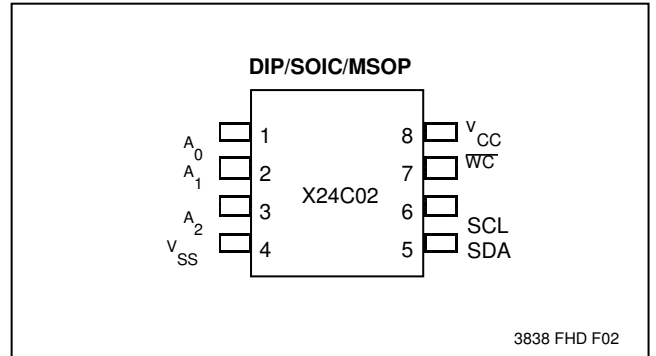 DIP/SOIC/MSOP
A0 1 8 VCC
A1 2 7 WC
X24C02
A2 3 6 SCL
VSS 4 5 SDA
3838 FHD F02